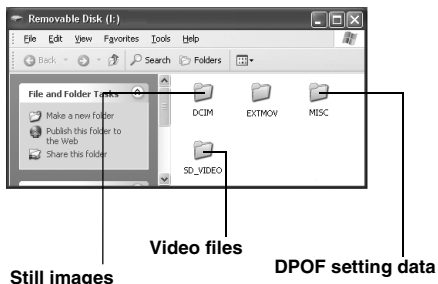 Removable Disk (I:)
File Edit View Favorites Tools Help
Back Search Folders
File and Folder Tasks
Make a new folder
Publish this folder to
the Web
Share this folder
DCIM
EXTMOV
MISC
SD_VIDEO
Video files
DPOF setting data
Still images